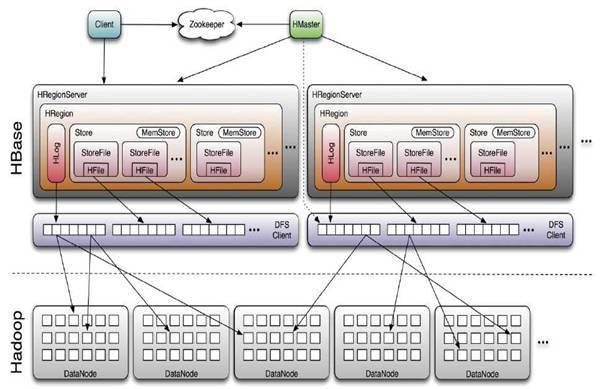 Client
Zookeeper
HMaster
HBase
HRegionServer
HRegion
HLog
Store
MemStore
StoreFile
HFile
StoreFile
HFile
...
Store
MemStore
StoreFile
HFile
...
...
HRegionServer
HRegion
HLog
Store
MemStore
StoreFile
HFile
StoreFile
HFile
...
Store
MemStore
StoreFile
HFile
...
...
...
...
DFS
Client
...
DFS
Client
Hadoop
DataNode
DataNode
DataNode
DataNode
DataNode
...